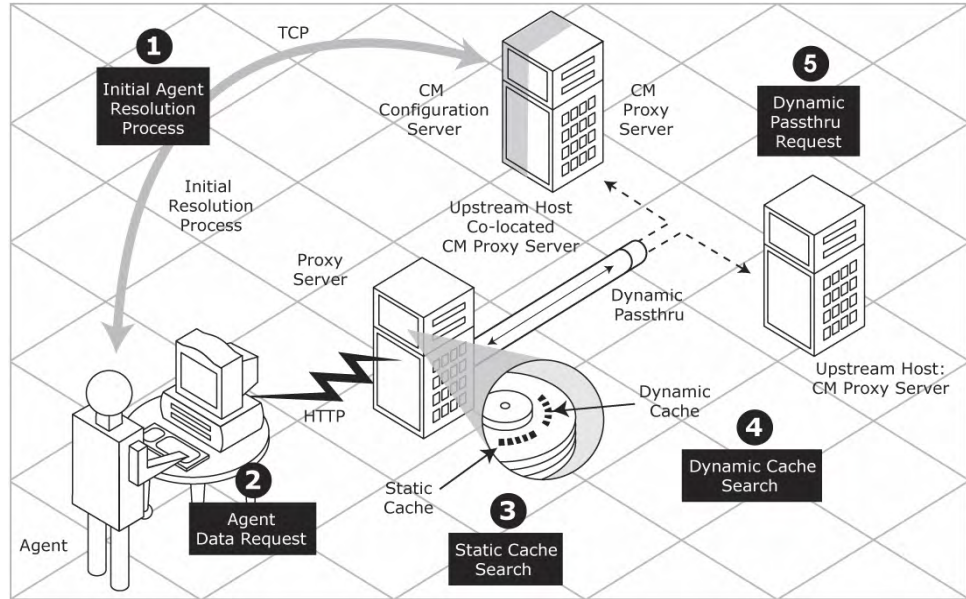 1
Initial Agent
Resolution
Process
TCP
CM
Configuration
Server
CM
Proxy
Server
5
Dynamic
Passthru
Request
Initial
Resolution
Process
Upstream Host
Co-located
CM Proxy Server
Proxy
Server
Dynamic
Passthru
Upstream Host:
CM Proxy Server
HTTP
Dynamic
Cache
4
Dynamic Cache
Search
2
Agent
Data Request
Static
Cache
3
Static Cache
Search
Agent